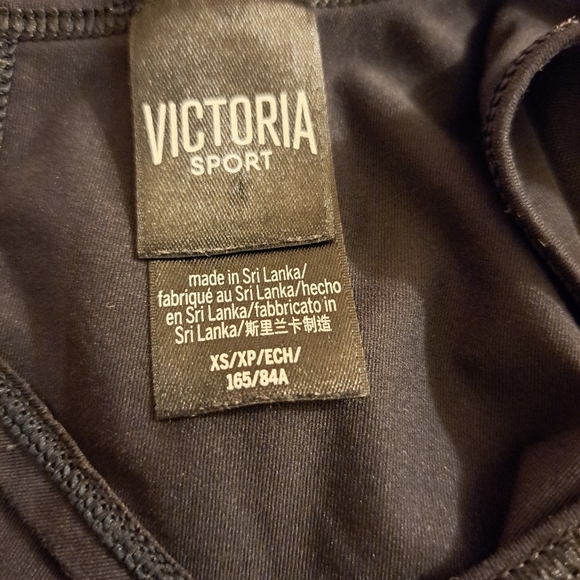 VICTORIA
SPORT
made in Sri Lanka/
fabriqué au Sri Lanka/hecho
en Sri Lanka/fabbricato in
Sri Lanka/斯里兰卡制造
XS/XP/ECH/
165/84A